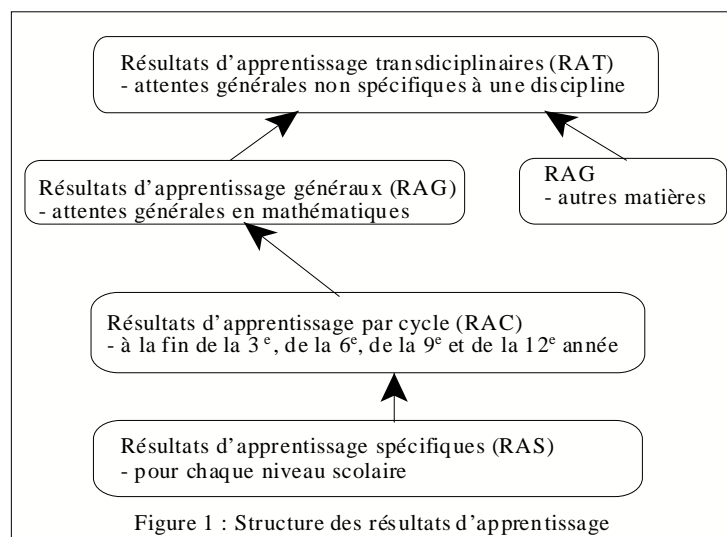 Résultats d'apprentissage transdiciplinaires (RAT)
- attentes générales non spécifiques à une discipline
Résultats d'apprentissage généraux (RAG)
- attentes générales en mathématiques
RAG
- autres matières
Résultats d'apprentissage par cycle (RAC)
- à la fin de la 3e, de la 6e, de la 9e et de la 12e année
Résultats d'apprentissage spécifiques (RAS)
- pour chaque niveau scolaire
Figure 1 : Structure des résultats d'apprentissage